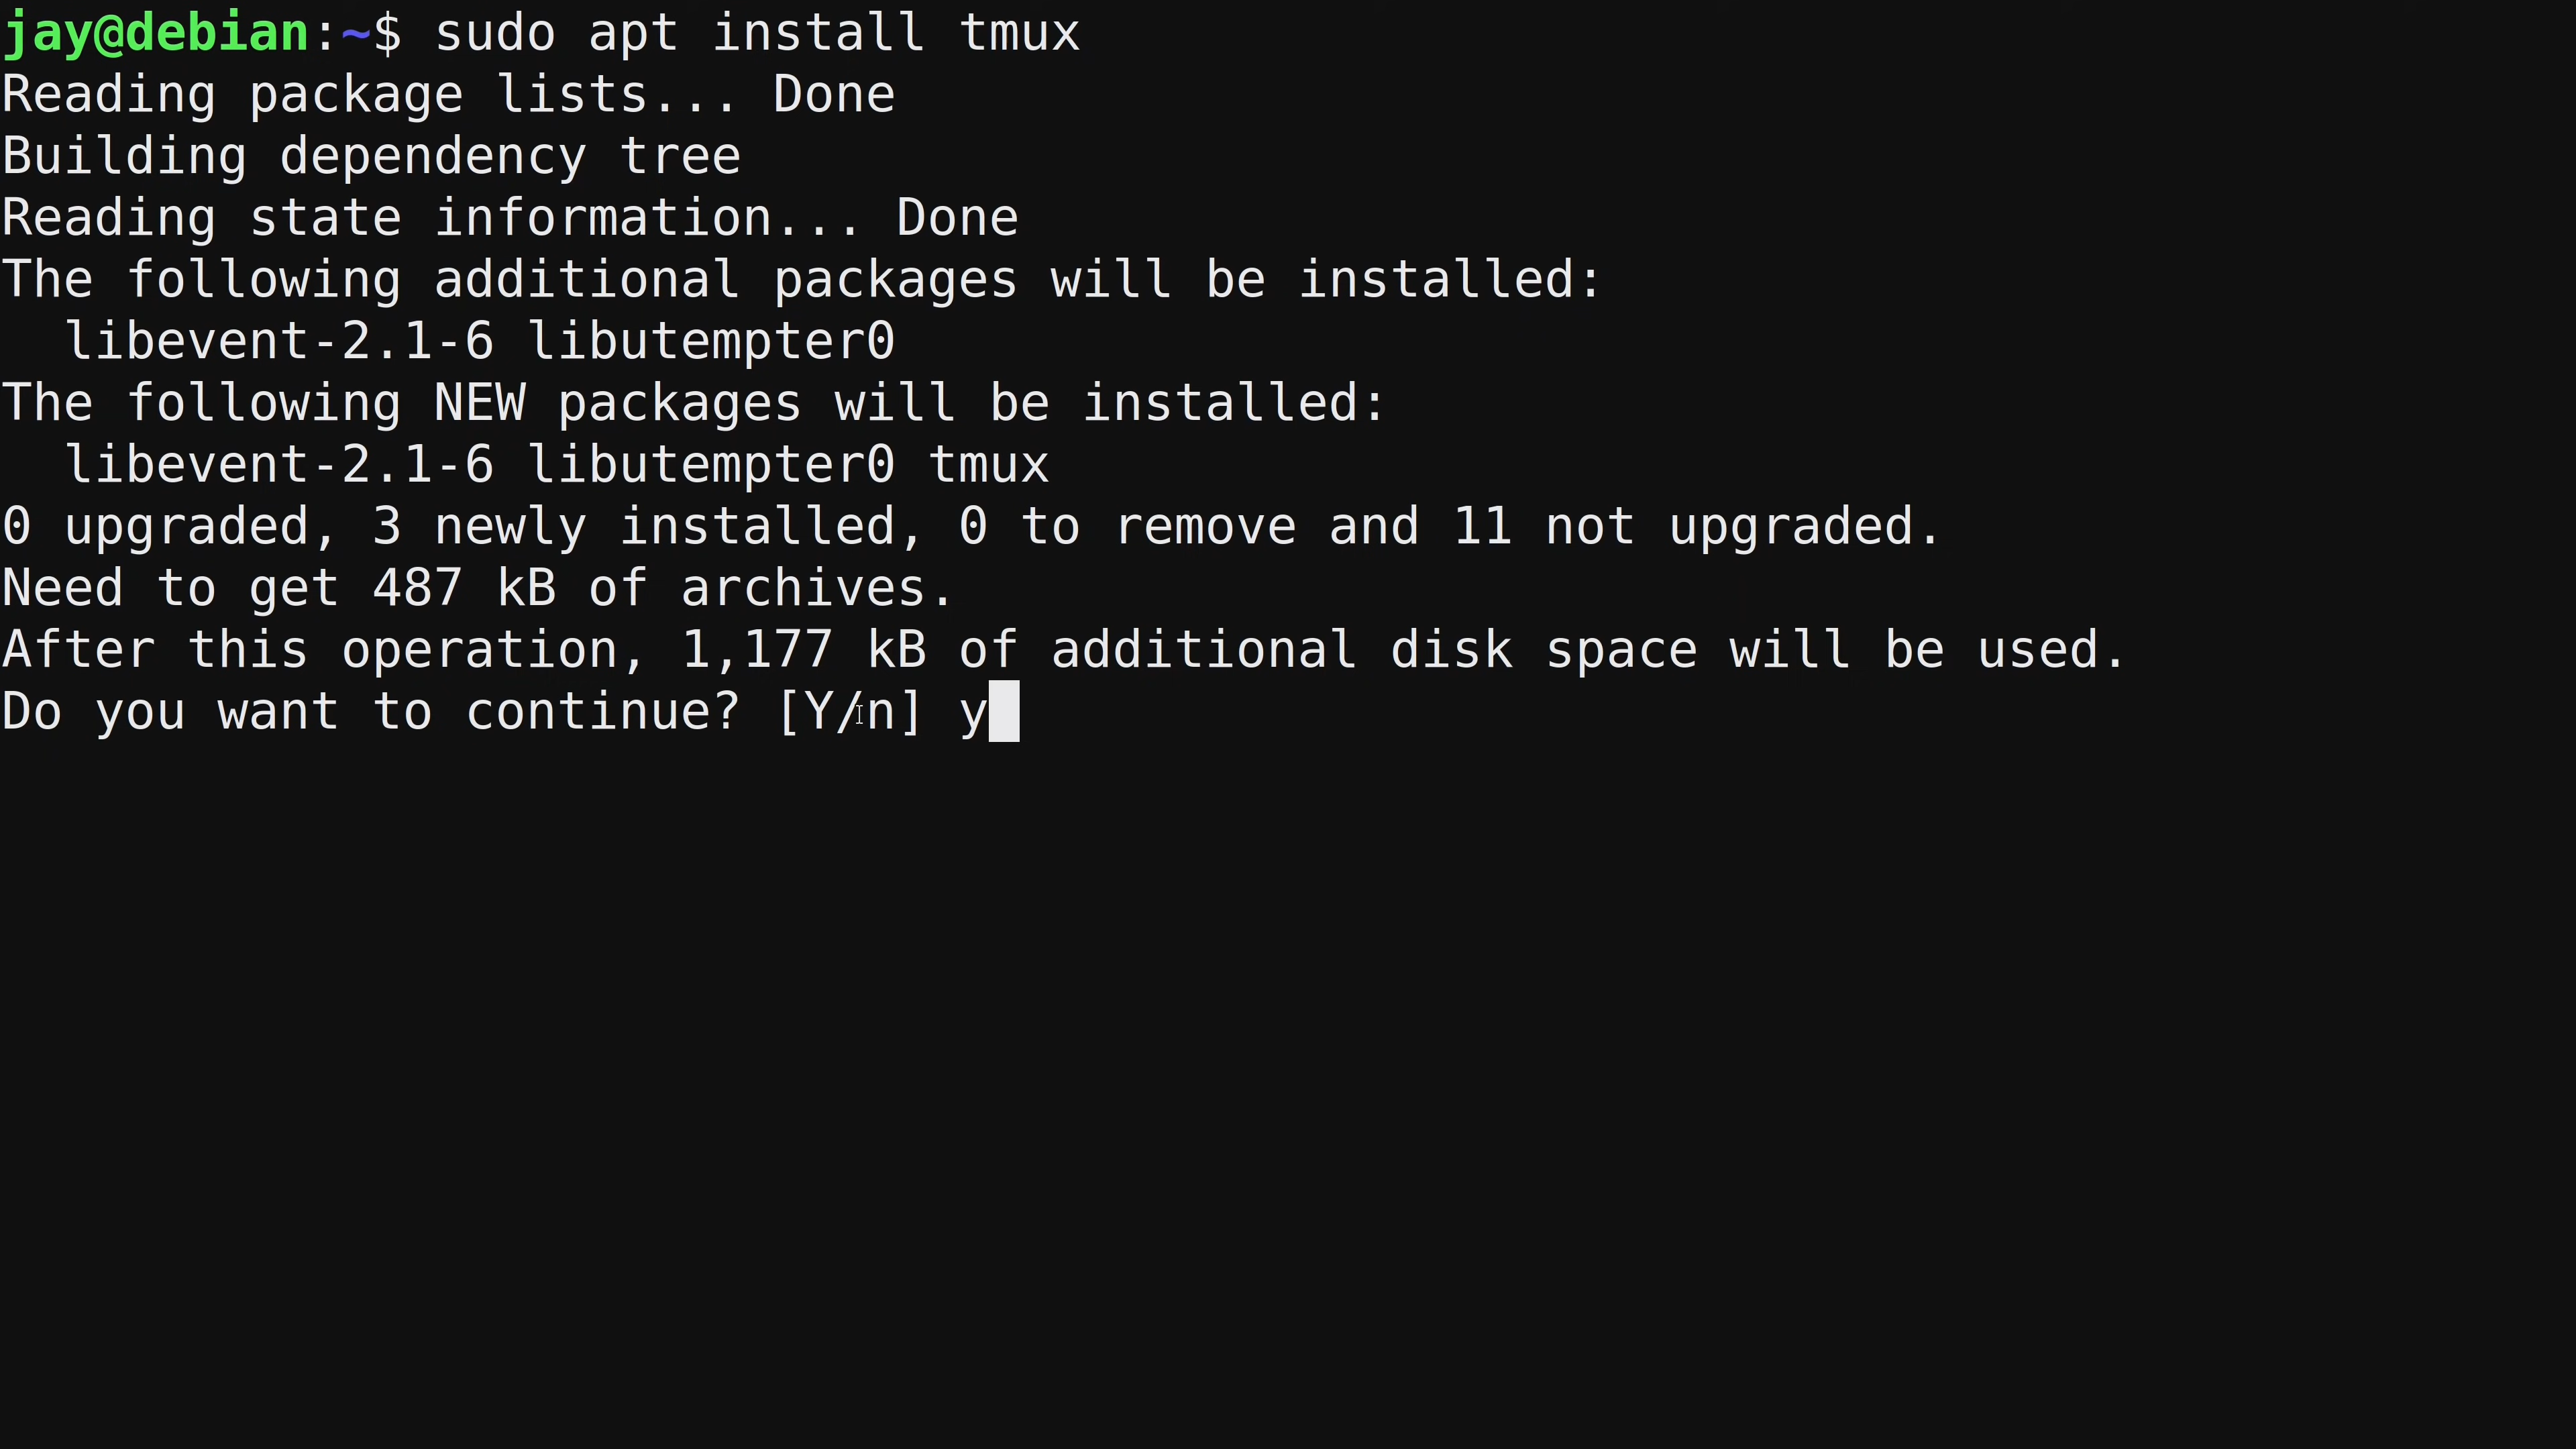 jay@debian:~$ sudo apt install tmux
Reading package lists... Done
Building dependency tree
Reading state information... Done
The following additional packages will be installed:
  libevent-2.1-6 libutempter0
The following NEW packages will be installed:
  libevent-2.1-6 libutempter0 tmux
0 upgraded, 3 newly installed, 0 to remove and 11 not upgraded.
Need to get 487 kB of archives.
After this operation, 1,177 kB of additional disk space will be used.
Do you want to continue? [Y/n] y